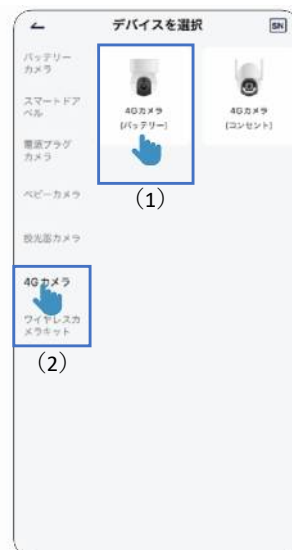 デバイスを選択
SN
バッテリー
カメラ
スマートドア
ベル
電源プラグ
カメラ
ベビーカメラ
投光器カメラ
4Gカメラ
ワイヤレスカ
メラキット
4Gカメラ
[バッテリー]
4Gカメラ
[コンセント]
(1)
(2)